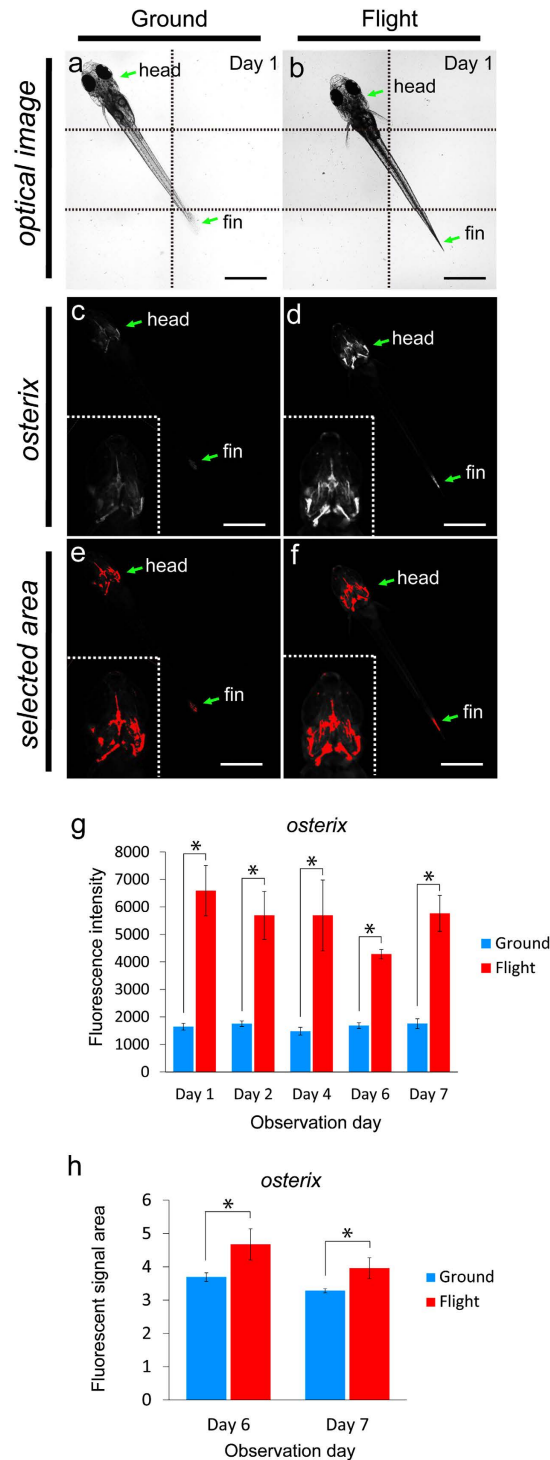 Ground Flight
optical image
a head Day 1
fin
b head Day 1
fin
osterix
c head
fin
d head
fin
selected area
e head
fin
f head
fin
g osterix
Fluorescence intensity
8000
7000
6000
5000
4000
3000
2000
1000
0
* * * * *
Ground
Flight
Day 1 Day 2 Day 4 Day 6 Day 7
Observation day
h osterix
Fluorescent signal area
6
5
4
3
2
1
0
* *
Ground
Flight
Day 6 Day 7
Observation day